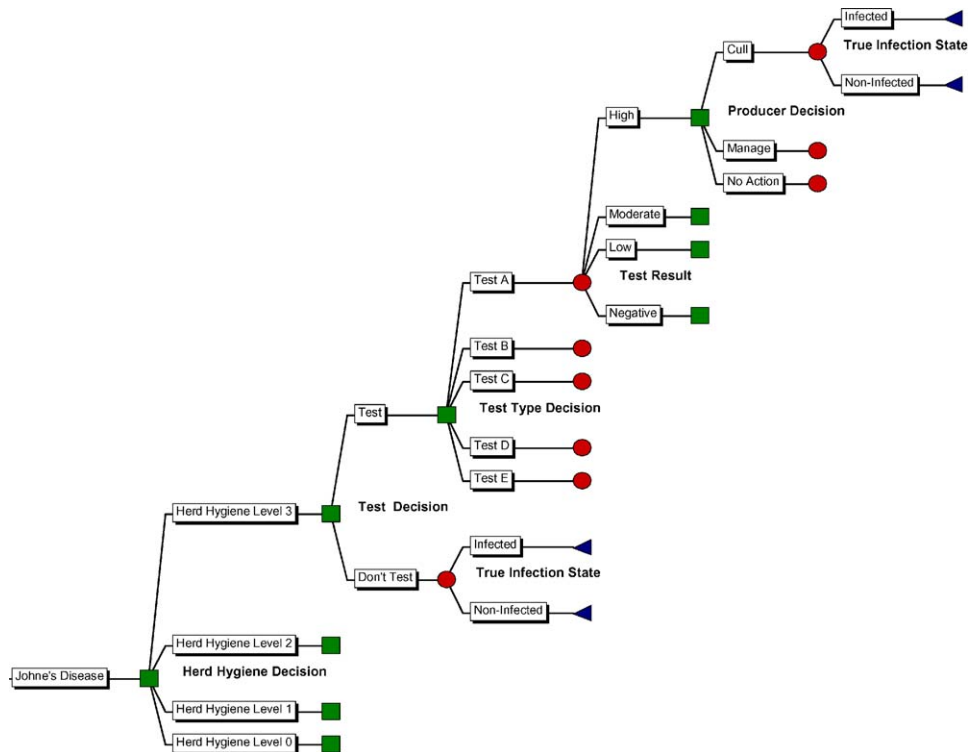 Infected
True Infection State
Cull
Non-Infected
High
Producer Decision
Manage
No Action
Moderate
Low
Test Result
Test A
Negative
Test B
Test C
Test Type Decision
Test
Test D
Test E
Herd Hygiene Level 3
Test Decision
Infected
True Infection State
Don't Test
Non-Infected
Herd Hygiene Level 2
Herd Hygiene Decision
Johne's Disease
Herd Hygiene Level 1
Herd Hygiene Level 0